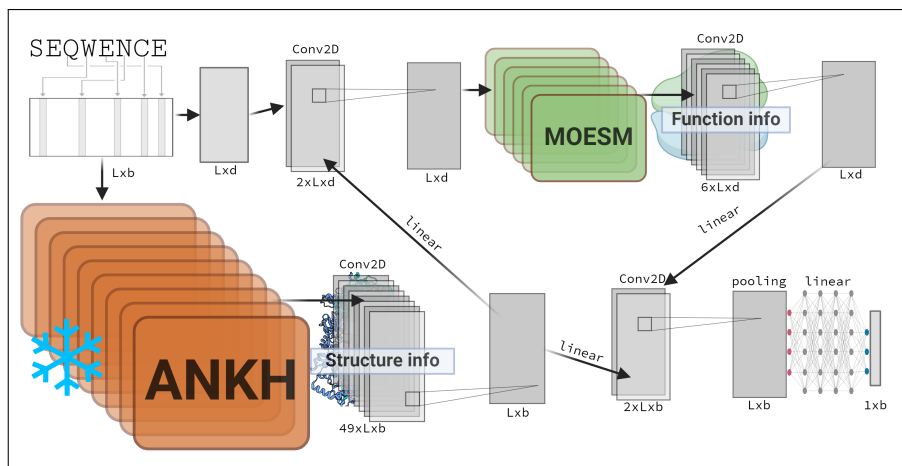 SEQWENCE
Lxb
Lxd
Conv2D
2xLxd
Lxd
MOESM
Conv2D
Function info
6xLxd
Lxd
linear
linear
ANKH
Conv2D
Structure info
49xLxb
Lxb
linear
Conv2D
2xLxb
pooling
linear
Lxb
1xb